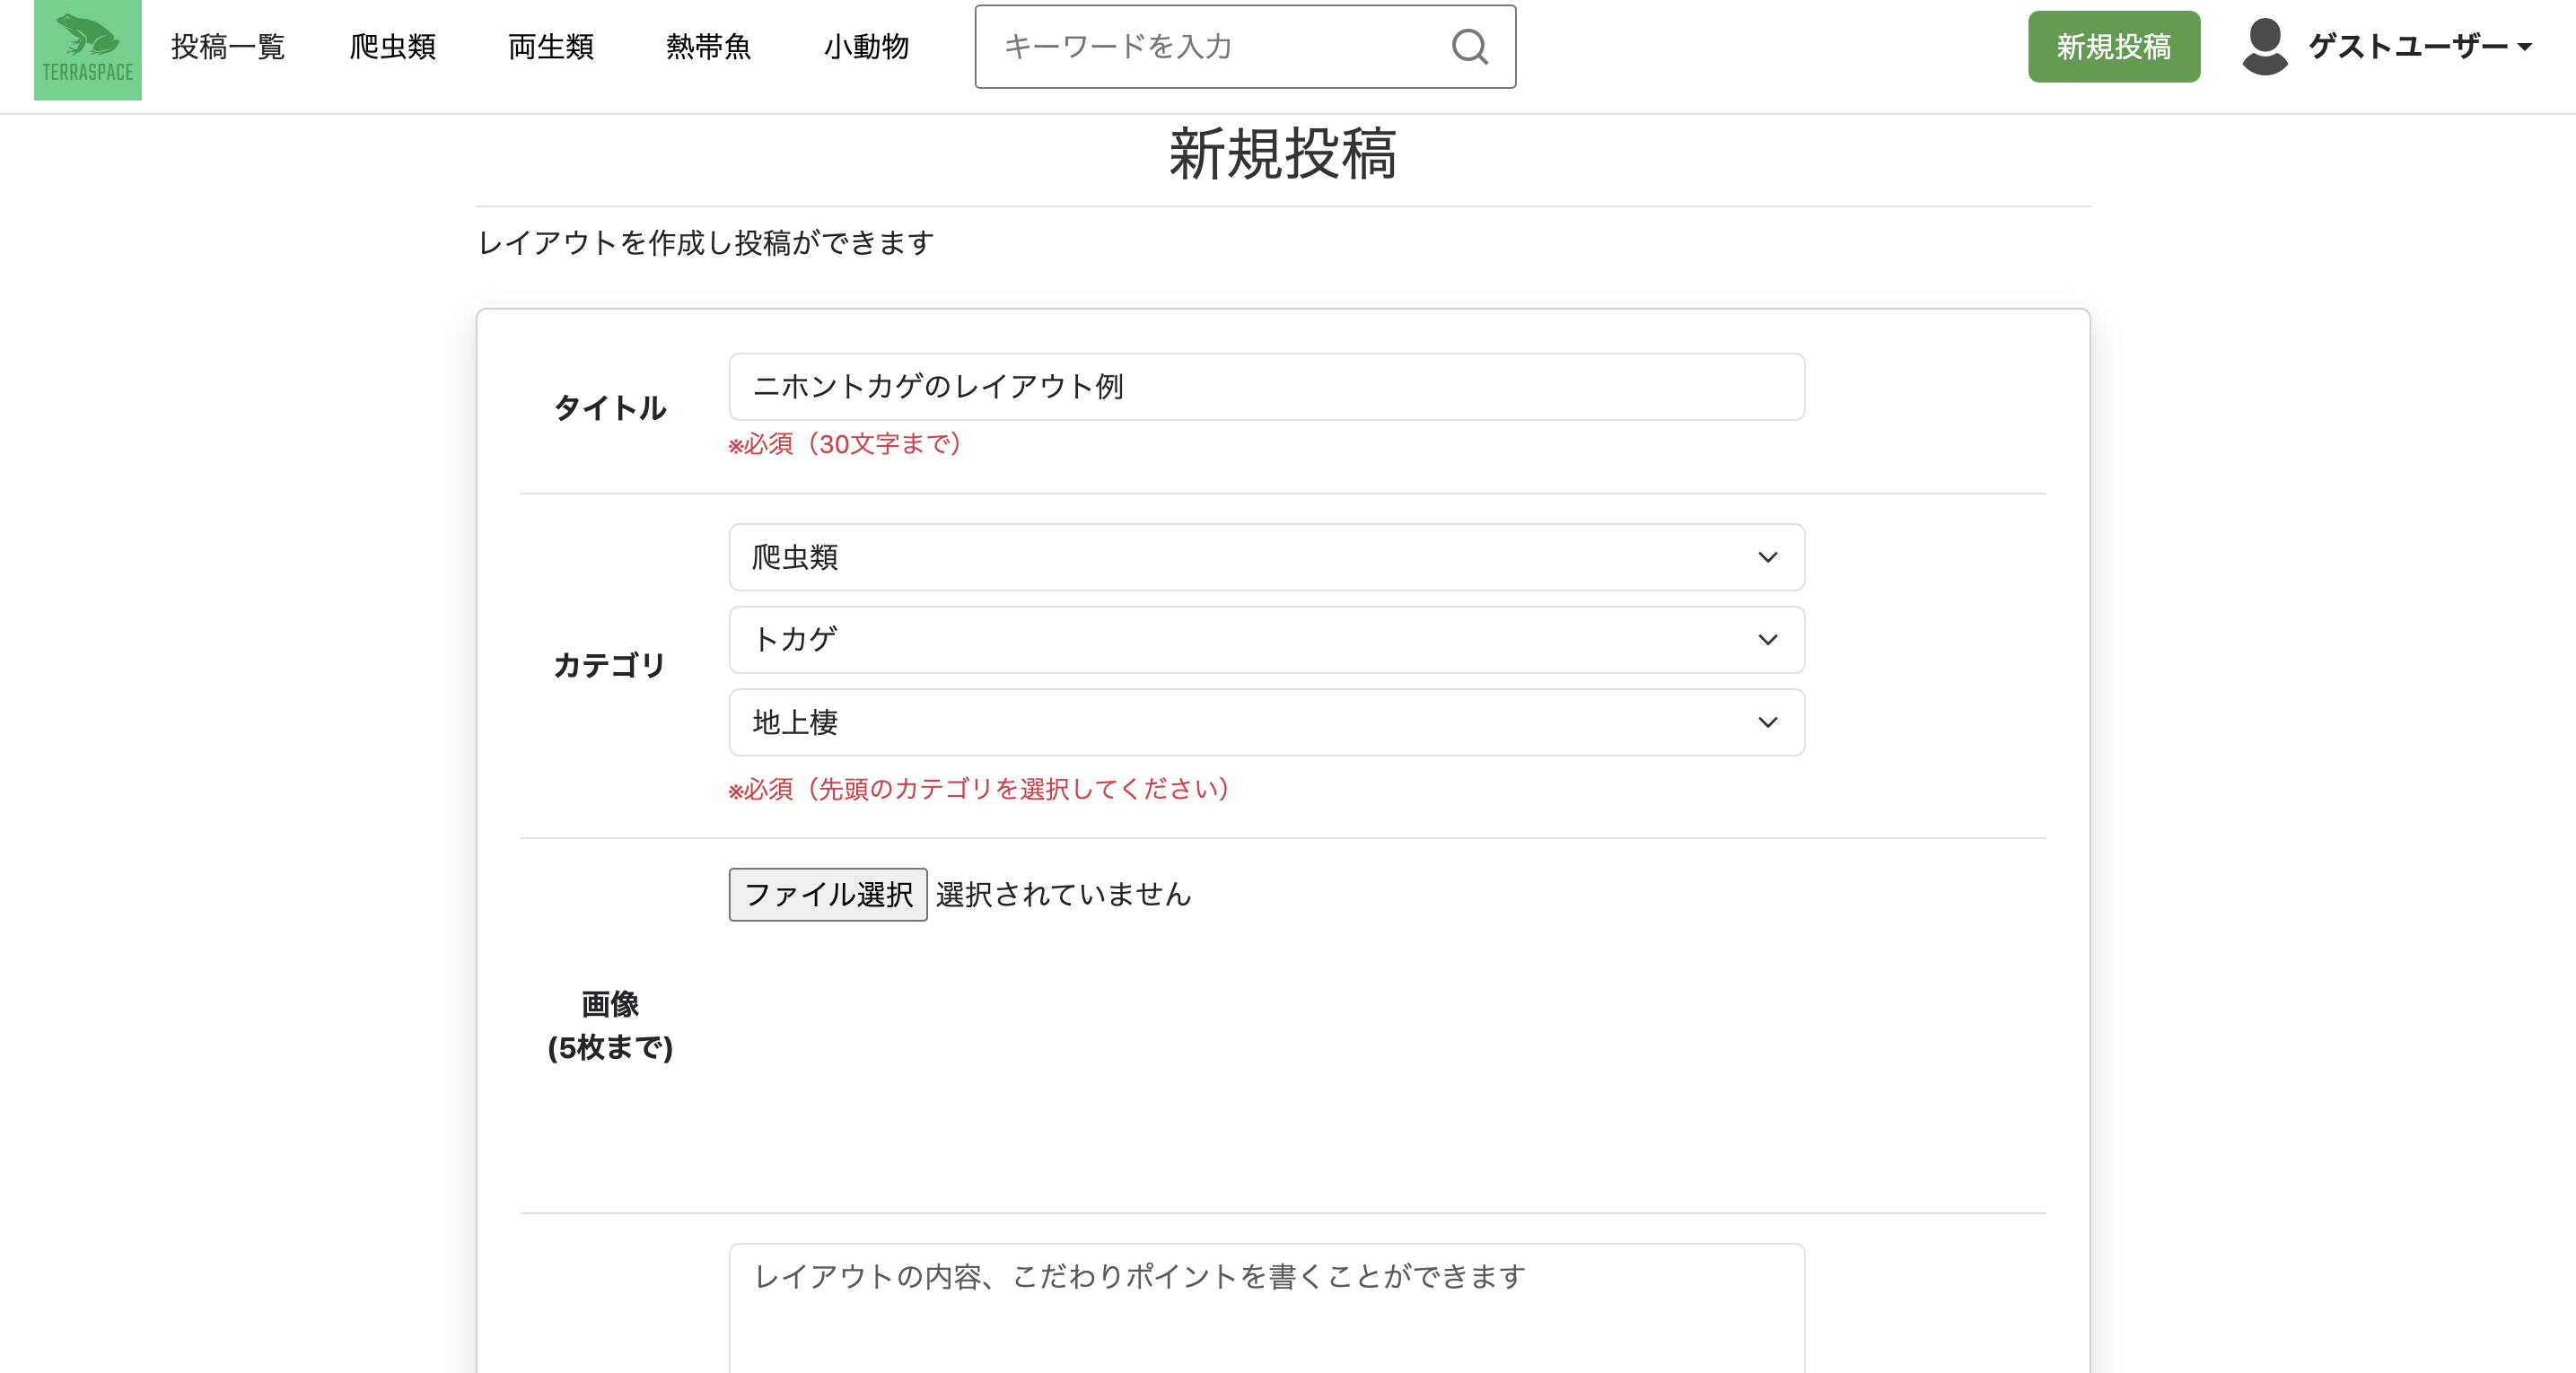 TERRASPACE
投稿一覧
爬虫類
両生類
熱帯魚
小動物
キーワードを入力
新規投稿
ゲストユーザー
新規投稿
レイアウトを作成し投稿ができます
タイトル
ニホントカゲのレイアウト例
※必須（30文字まで）
カテゴリ
爬虫類
トカゲ
地上棲
※必須（先頭のカテゴリを選択してください）
ファイル選択 選択されていません
画像
(5枚まで)
レイアウトの内容、こだわりポイントを書くことができます